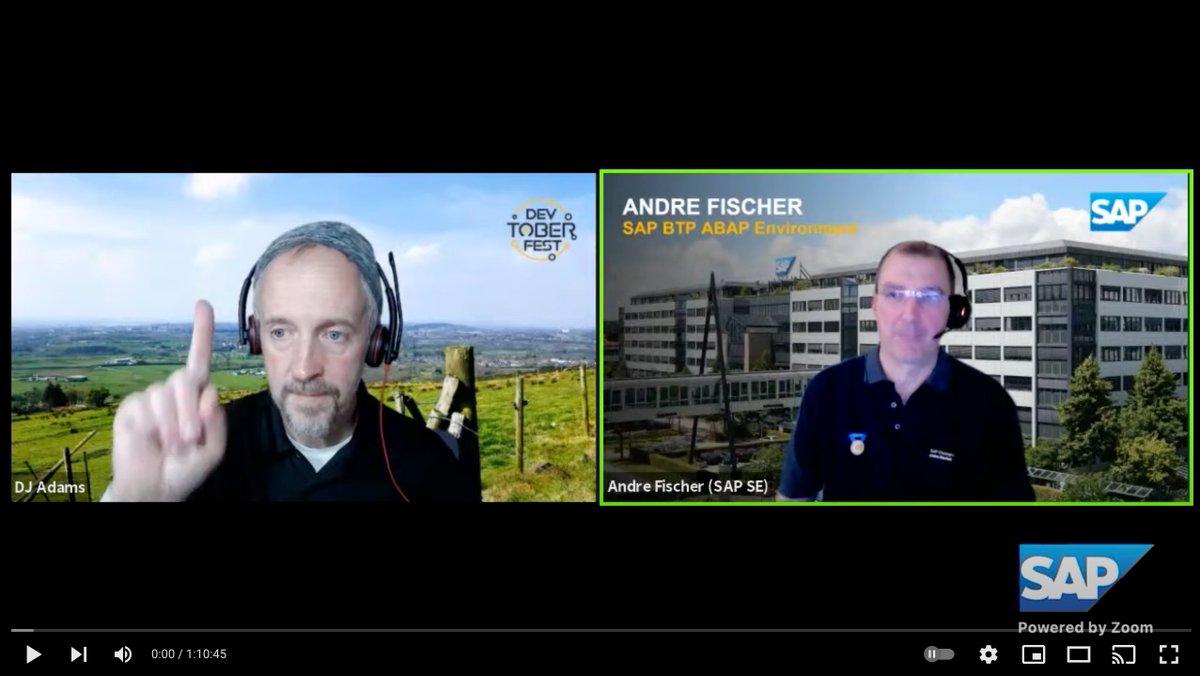 DEV
TOBER
FEST
DJ Adams
ANDRE FISCHER
SAP BTP ABAP Environment
SAP
SAP
Andre Fischer (SAP SE)
SAP
Powered by Zoom
0:00 / 1:10:45